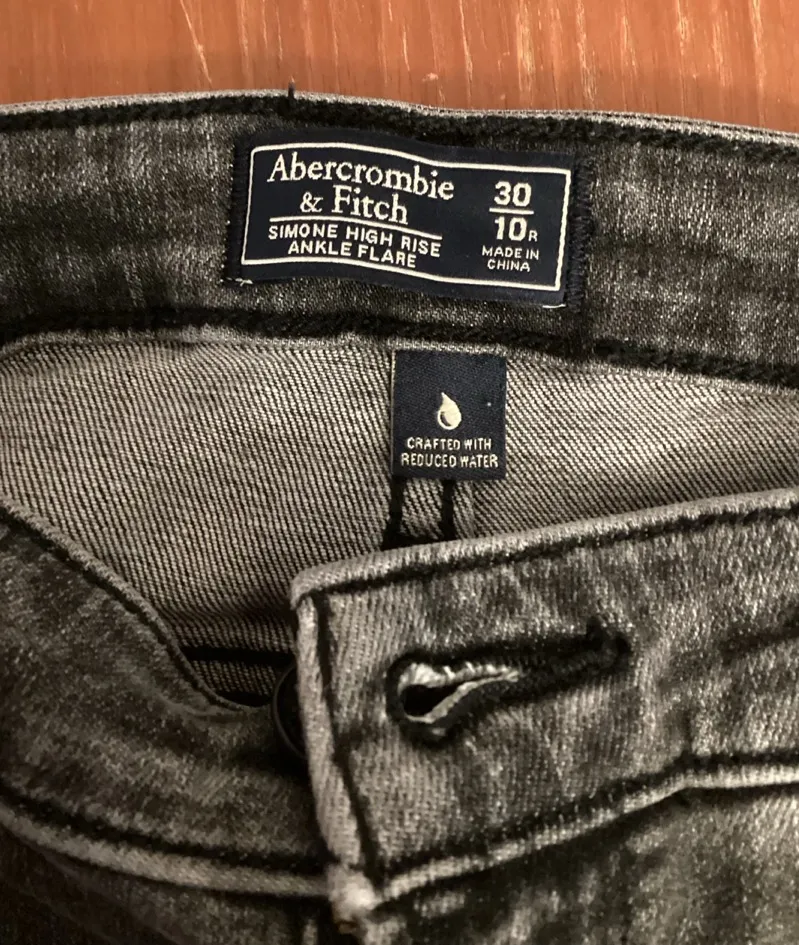 Abercrombie
& Fitch
SIMONE HIGH RISE
ANKLE FLARE
30
10R
MADE IN
CHINA
CRAFTED WITH
REDUCED WATER